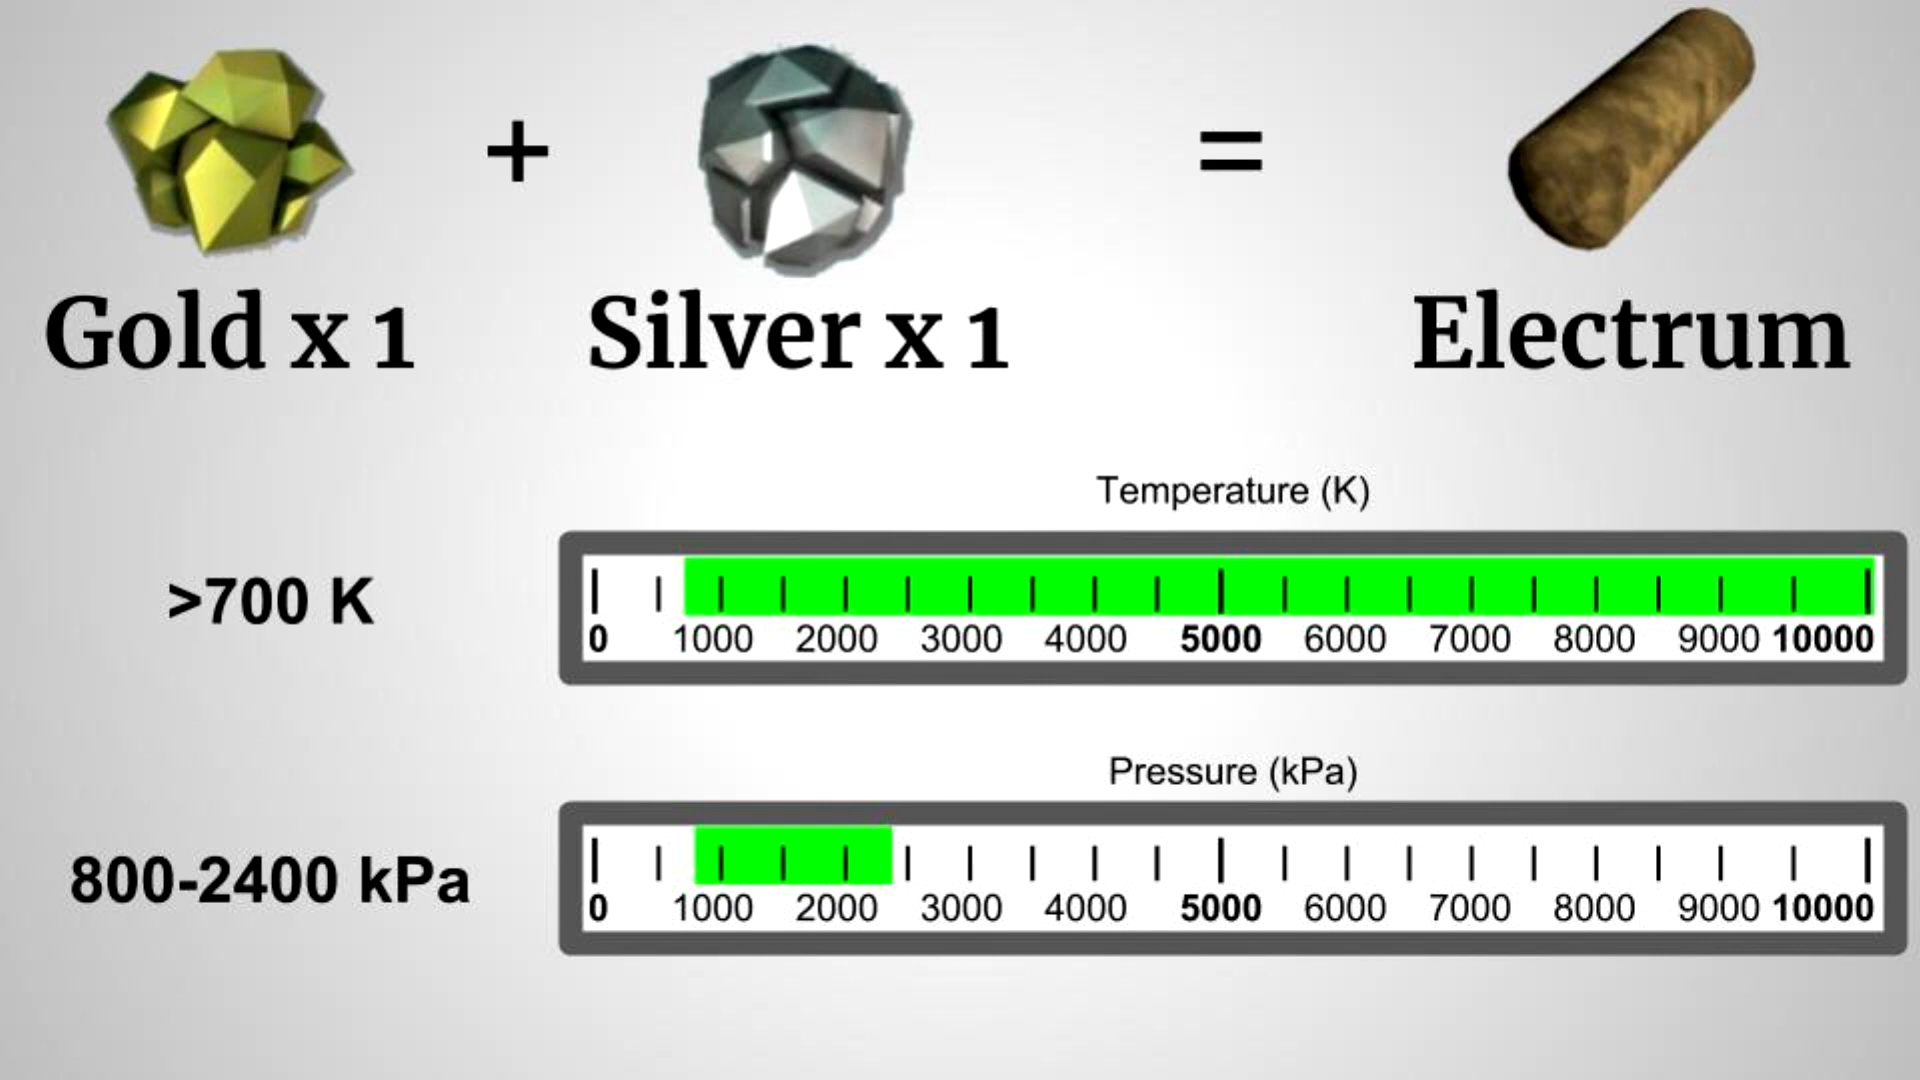 + =
Gold x 1 Silver x 1 Electrum
Temperature (K)
>700 K
0 1000 2000 3000 4000 5000 6000 7000 8000 9000 10000
Pressure (kPa)
800-2400 kPa
0 1000 2000 3000 4000 5000 6000 7000 8000 9000 10000